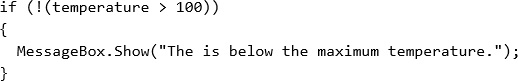 if (!(temperature > 100))
{
  MessageBox.Show("The is below the maximum temperature.");
}